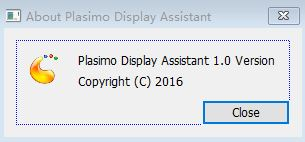 About Plasimo Display Assistant
Plasimo Display Assistant 1.0 Version
Copyright (C) 2016
Close